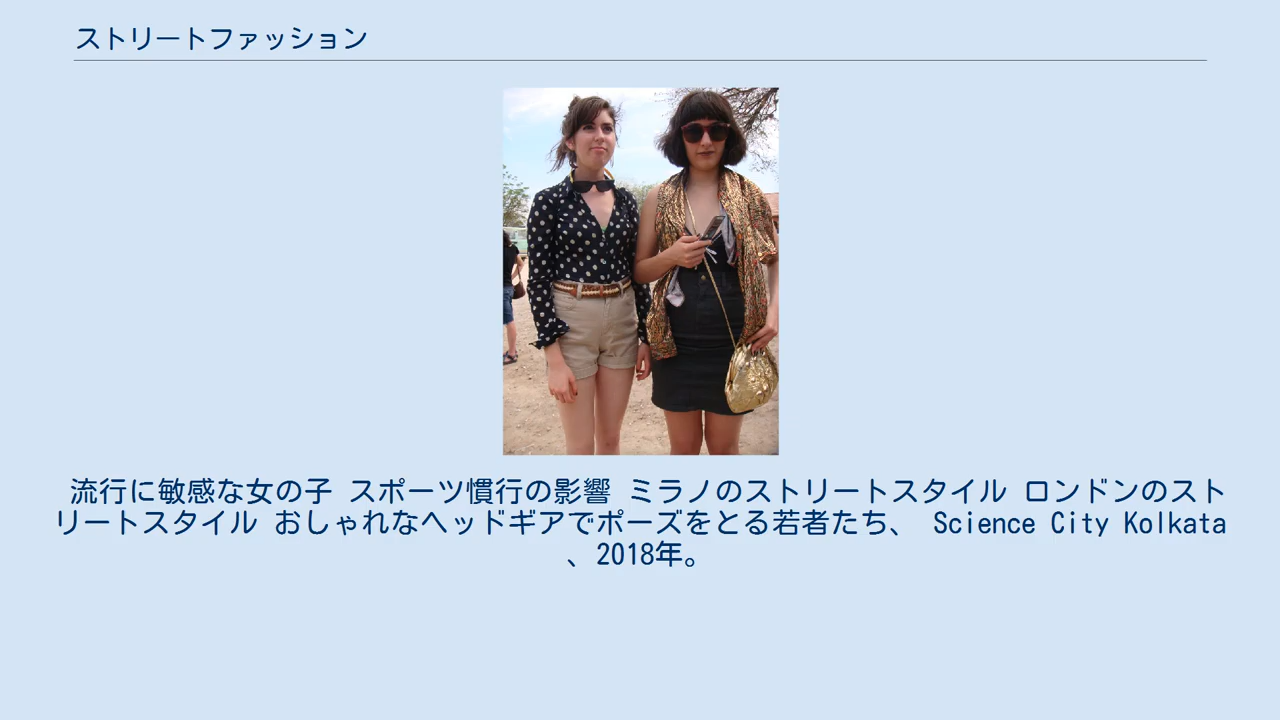 ストリートファッション
流行に敏感な女の子 スポーツ慣行の影響 ミラノのストリートスタイル ロンドンのスト
リートスタイル おしゃれなヘッドギアでポーズをとる若者たち、 Science City Kolkata
、2018年。